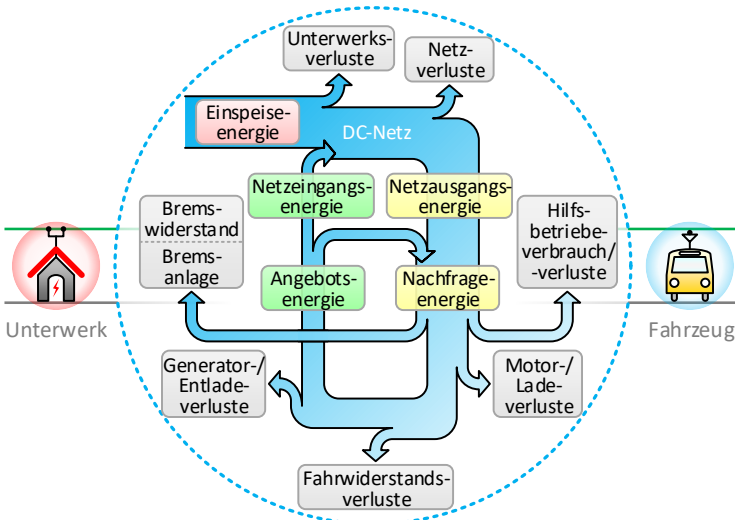 Unterwerks-
verluste
Netz-
verluste
Einspeise-
energie
DC-Netz
Netzeingangs-
energie
Netzausgangs-
energie
Brems-
widerstand
Brems-
anlage
Hilfs-
betriebe-
verbrauch/
-verluste
Angebots-
energie
Nachfrage-
energie
Unterwerk
Fahrzeug
Generator-/
Entlade-
verluste
Motor-/
Lade-
verluste
Fahrwiderstands-
verluste